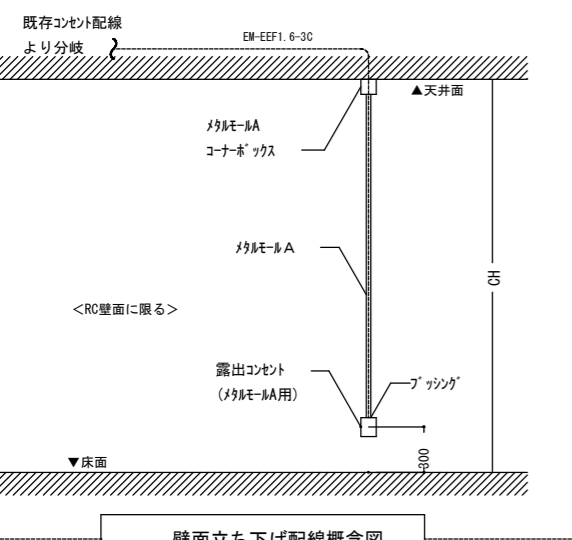 既存ｺﾝｾﾝﾄ配線
より分岐
EM-EEF1.6-3C
▲天井面
ﾒﾀﾙﾓｰﾙA
ｺｰﾅｰﾎﾞｯｸｽ
ﾒﾀﾙﾓｰﾙA
CH
<RC壁面に限る>
露出ｺﾝｾﾝﾄ
(ﾒﾀﾙﾓｰﾙA用)
ﾌﾞｯｼﾝｸﾞ
300
▼床面
壁面立ち下げ配線概念図